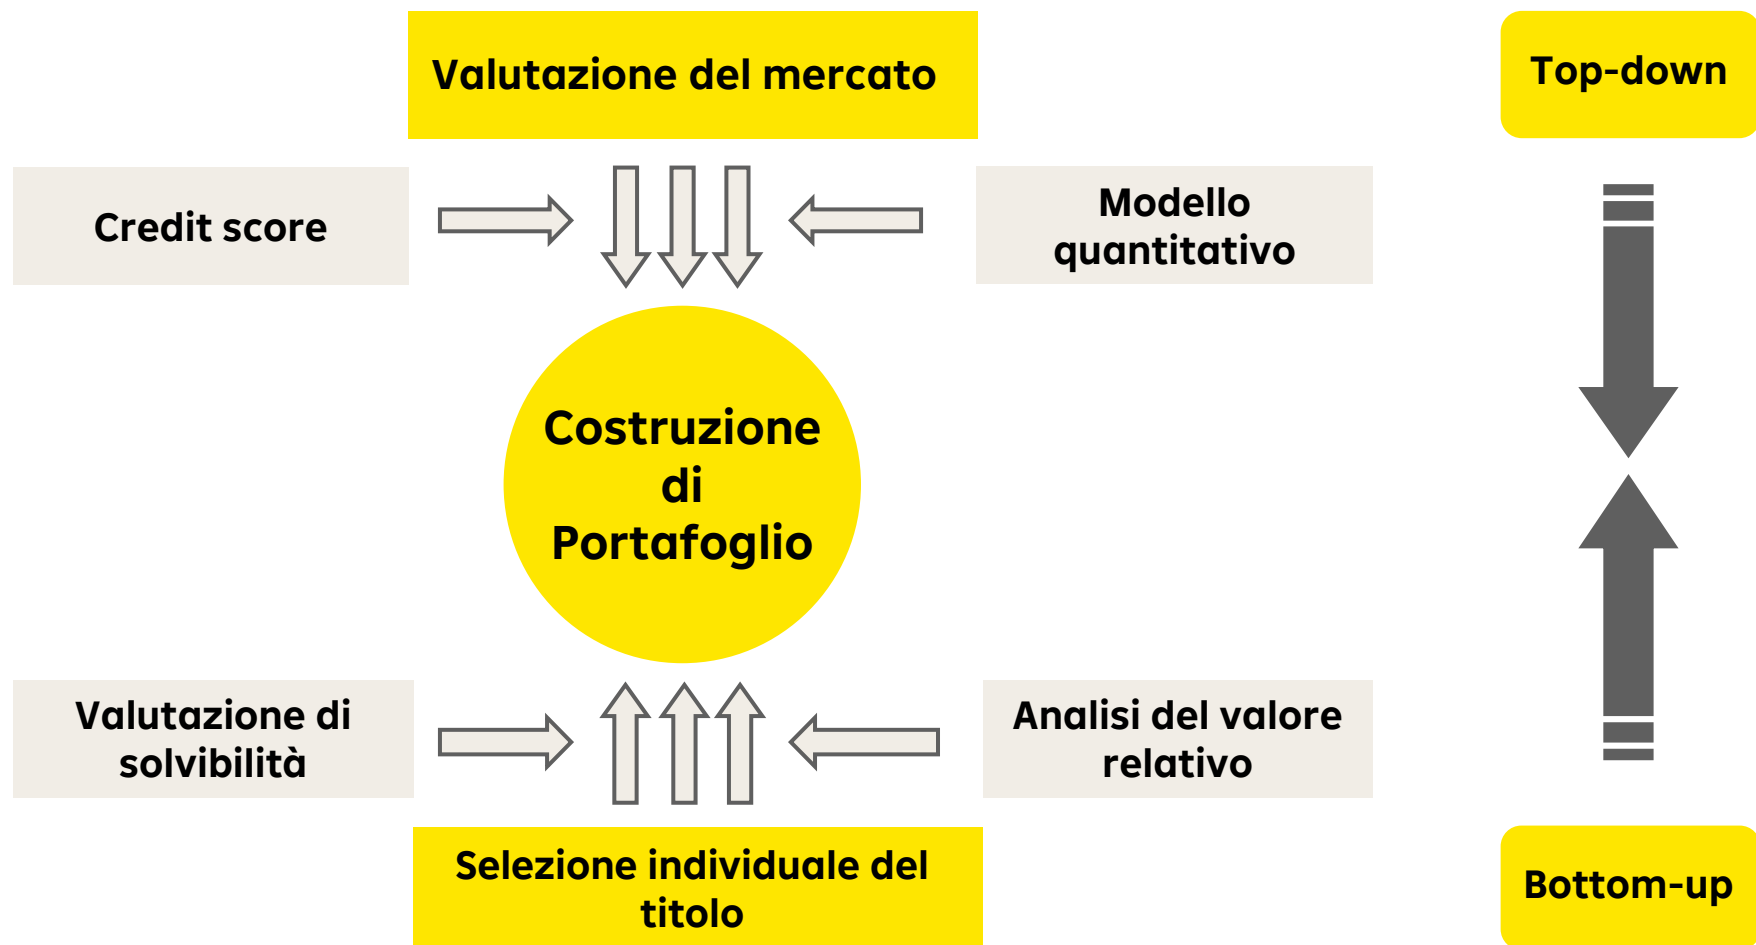 Valutazione del mercato
Top-down
Credit score
Modello
quantitativo
Costruzione
di
Portafoglio
Valutazione di
solvibilità
Analisi del valore
relativo
Selezione individuale del
titolo
Bottom-up